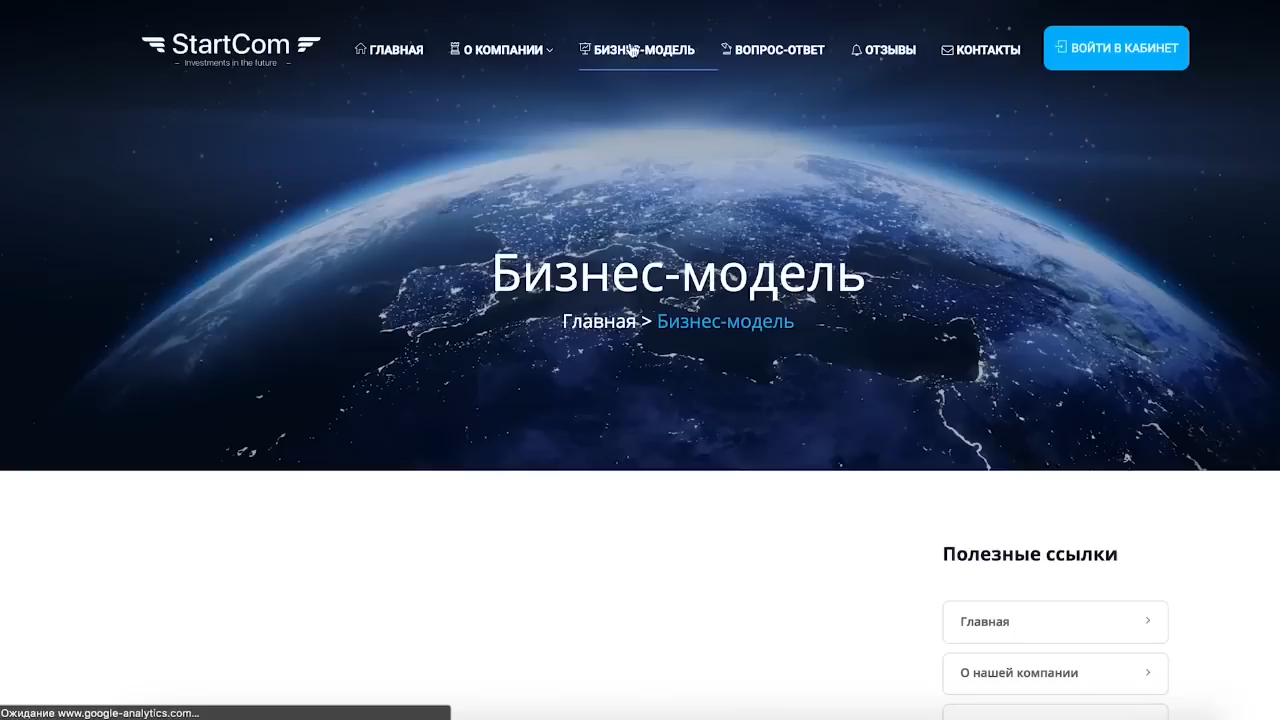 StartCom
– Investments in the future –
ГЛАВНАЯ
О КОМПАНИИ
БИЗНЕС-МОДЕЛЬ
ВОПРОС-ОТВЕТ
ОТЗЫВЫ
КОНТАКТЫ
ВОЙТИ В КАБИНЕТ
Бизнес-модель
Главная > Бизнес-модель
Полезные ссылки
Главная
О нашей компании
Ожидание www.google-analytics.com...